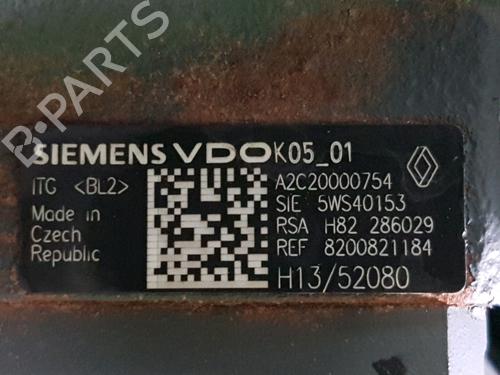 B-PARTS
SIEMENS VDO K05_01
ITG <BL2> A2C20000754
SIE 5WS40153
Made in RSA H82 286029
Czech REF 8200821184
Republic
H13/52080